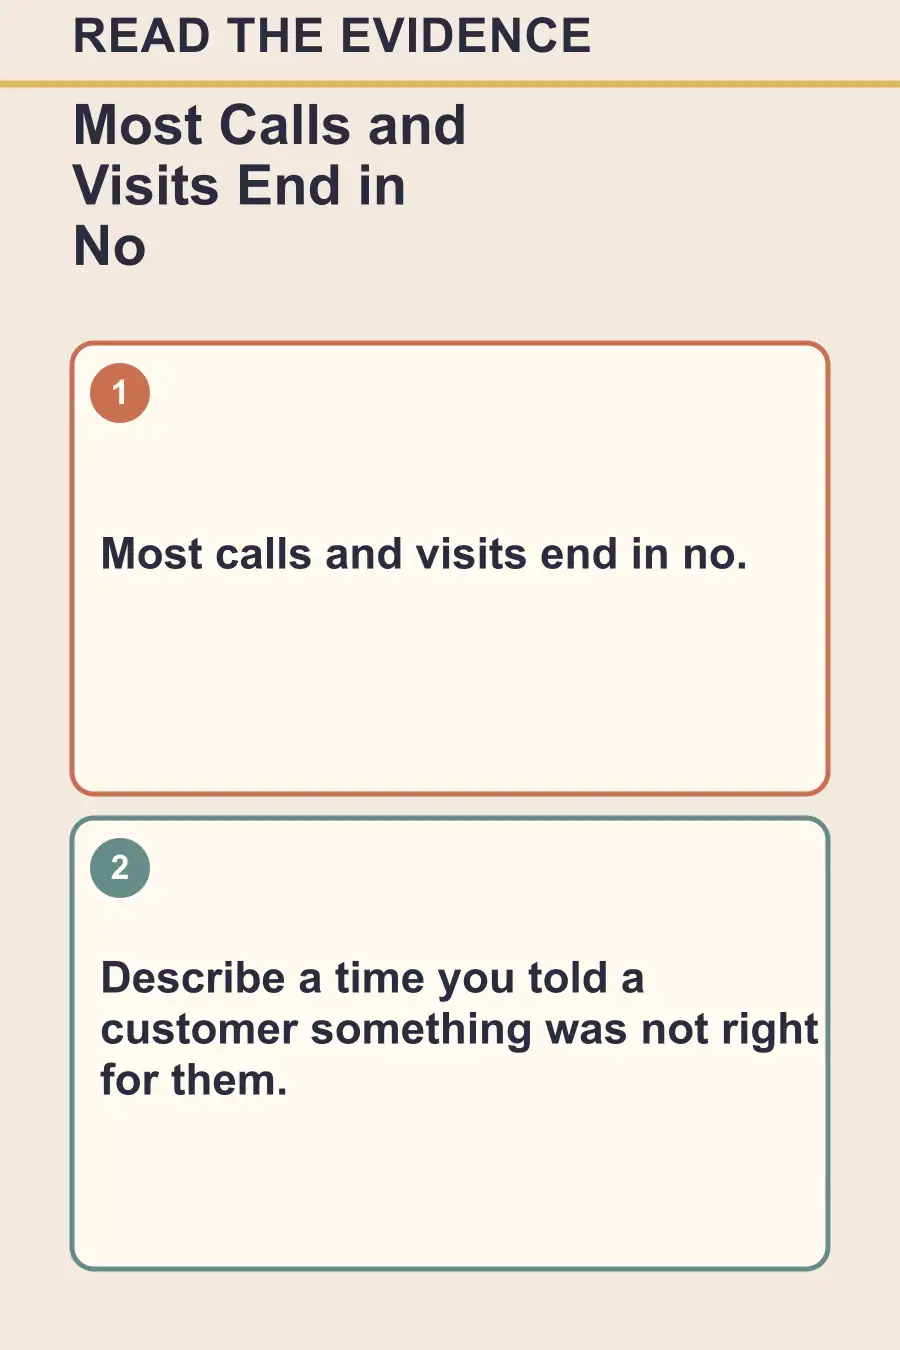 READ THE EVIDENCE
Most Calls and
Visits End in
No
1
Most calls and visits end in no.
2
Describe a time you told a
customer something was not right
for them.